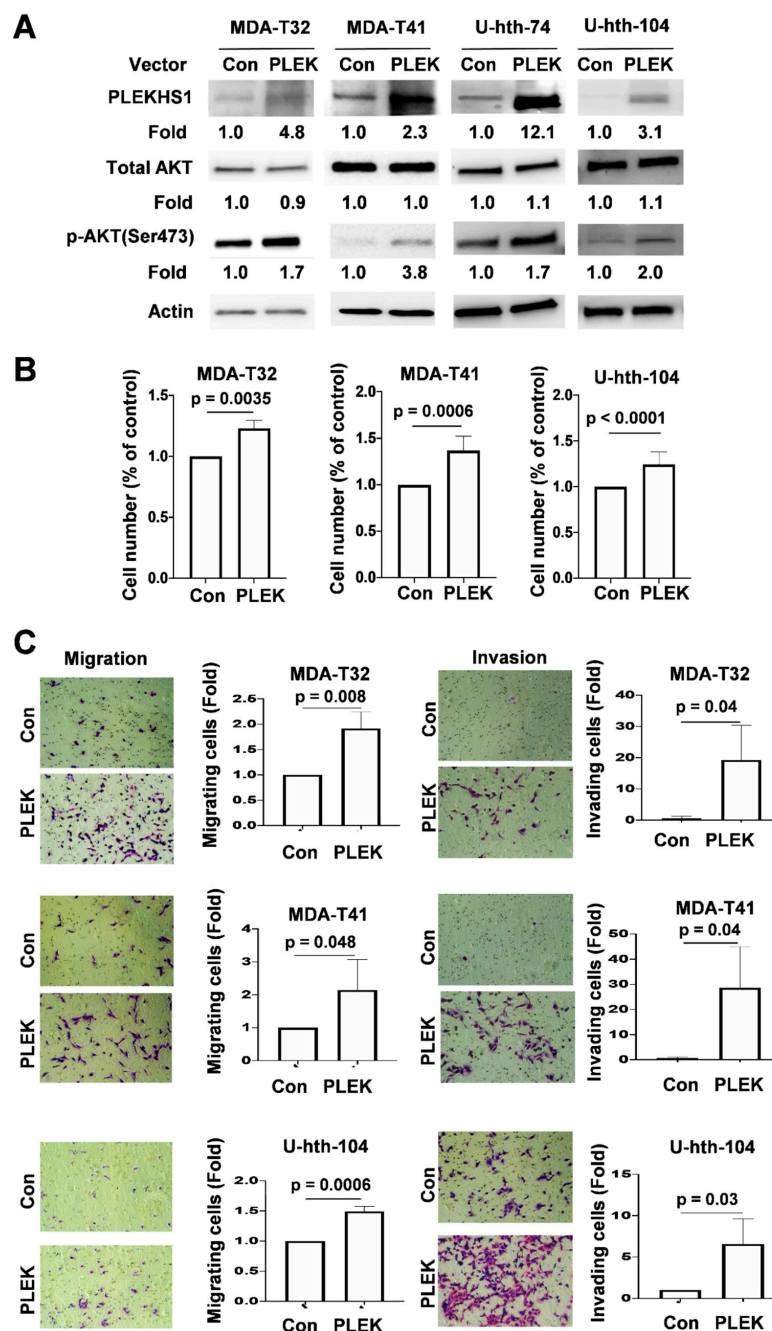 A
MDA-T32 MDA-T41 U-hth-74 U-hth-104
Vector Con PLEK Con PLEK Con PLEK Con PLEK
PLEKHS1
Fold 1.0 4.8 1.0 2.3 1.0 12.1 1.0 3.1
Total AKT
Fold 1.0 0.9 1.0 1.0 1.0 1.1 1.0 1.1
p-AKT(Ser473)
Fold 1.0 1.7 1.0 3.8 1.0 1.7 1.0 2.0
Actin
B
MDA-T32
Cell number (% of control)
1.5
1.0
0.5
0.0
p = 0.0035
Con PLEK
MDA-T41
Cell number (% of control)
2.0
1.5
1.0
0.5
0.0
p = 0.0006
Con PLEK
U-hth-104
Cell number (% of control)
2.0
1.5
1.0
0.5
0.0
p < 0.0001
Con PLEK
C
Migration
Con
PLEK
MDA-T32
Migrating cells (Fold)
2.5
2.0
1.5
1.0
0.5
0.0
p = 0.008
Con PLEK
Invasion
Con
PLEK
MDA-T32
Invading cells (Fold)
40
30
20
10
0
p = 0.04
Con PLEK
Con
PLEK
MDA-T41
Migrating cells (Fold)
4
3
2
1
0
p = 0.048
Con PLEK
Con
PLEK
MDA-T41
Invading cells (Fold)
50
40
30
20
10
0
p = 0.04
Con PLEK
Con
PLEK
U-hth-104
Migrating cells (Fold)
2.0
1.5
1.0
0.5
0.0
p = 0.0006
Con PLEK
Con
PLEK
U-hth-104
Invading cells (Fold)
15
10
5
0
p = 0.03
Con PLEK